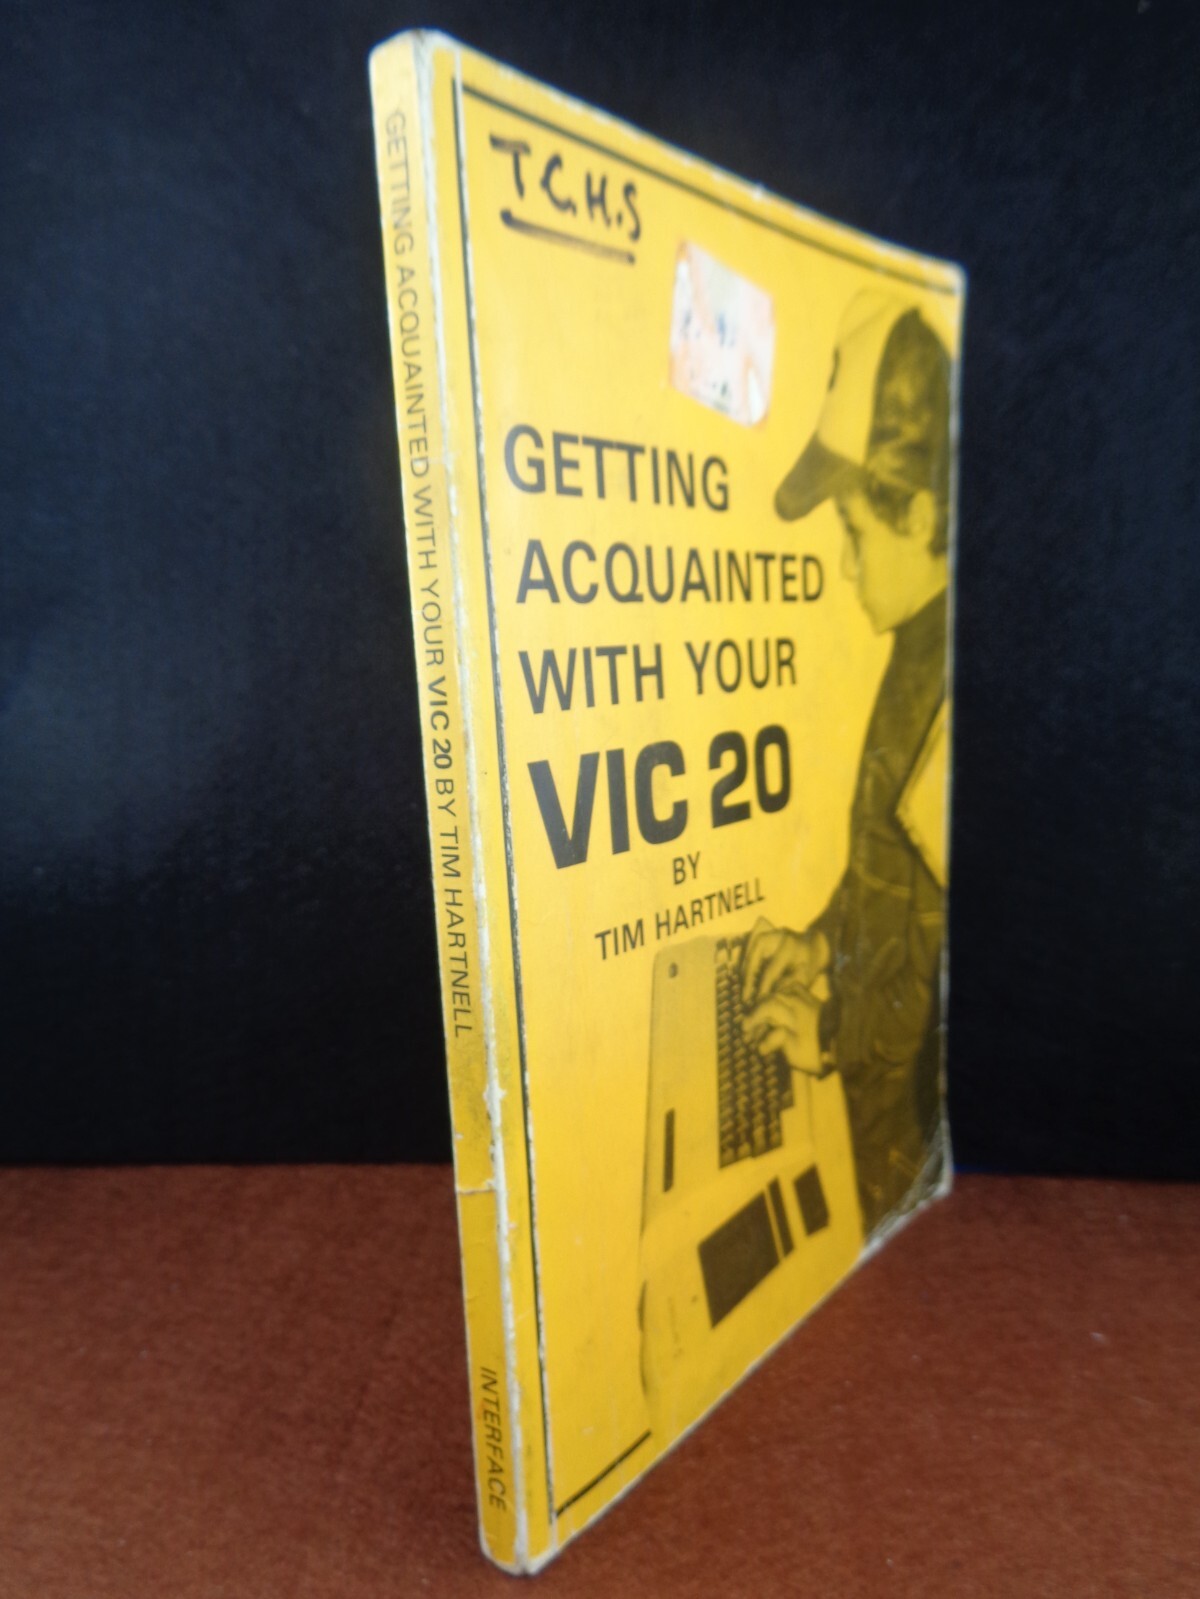 T.G.H.S
GETTING
ACQUAINTED
WITH YOUR
VIC 20
BY
TIM HARTNELL
GETTING ACQUAINTED WITH YOUR VIC 20 BY TIM HARTNELL
INTERFACE